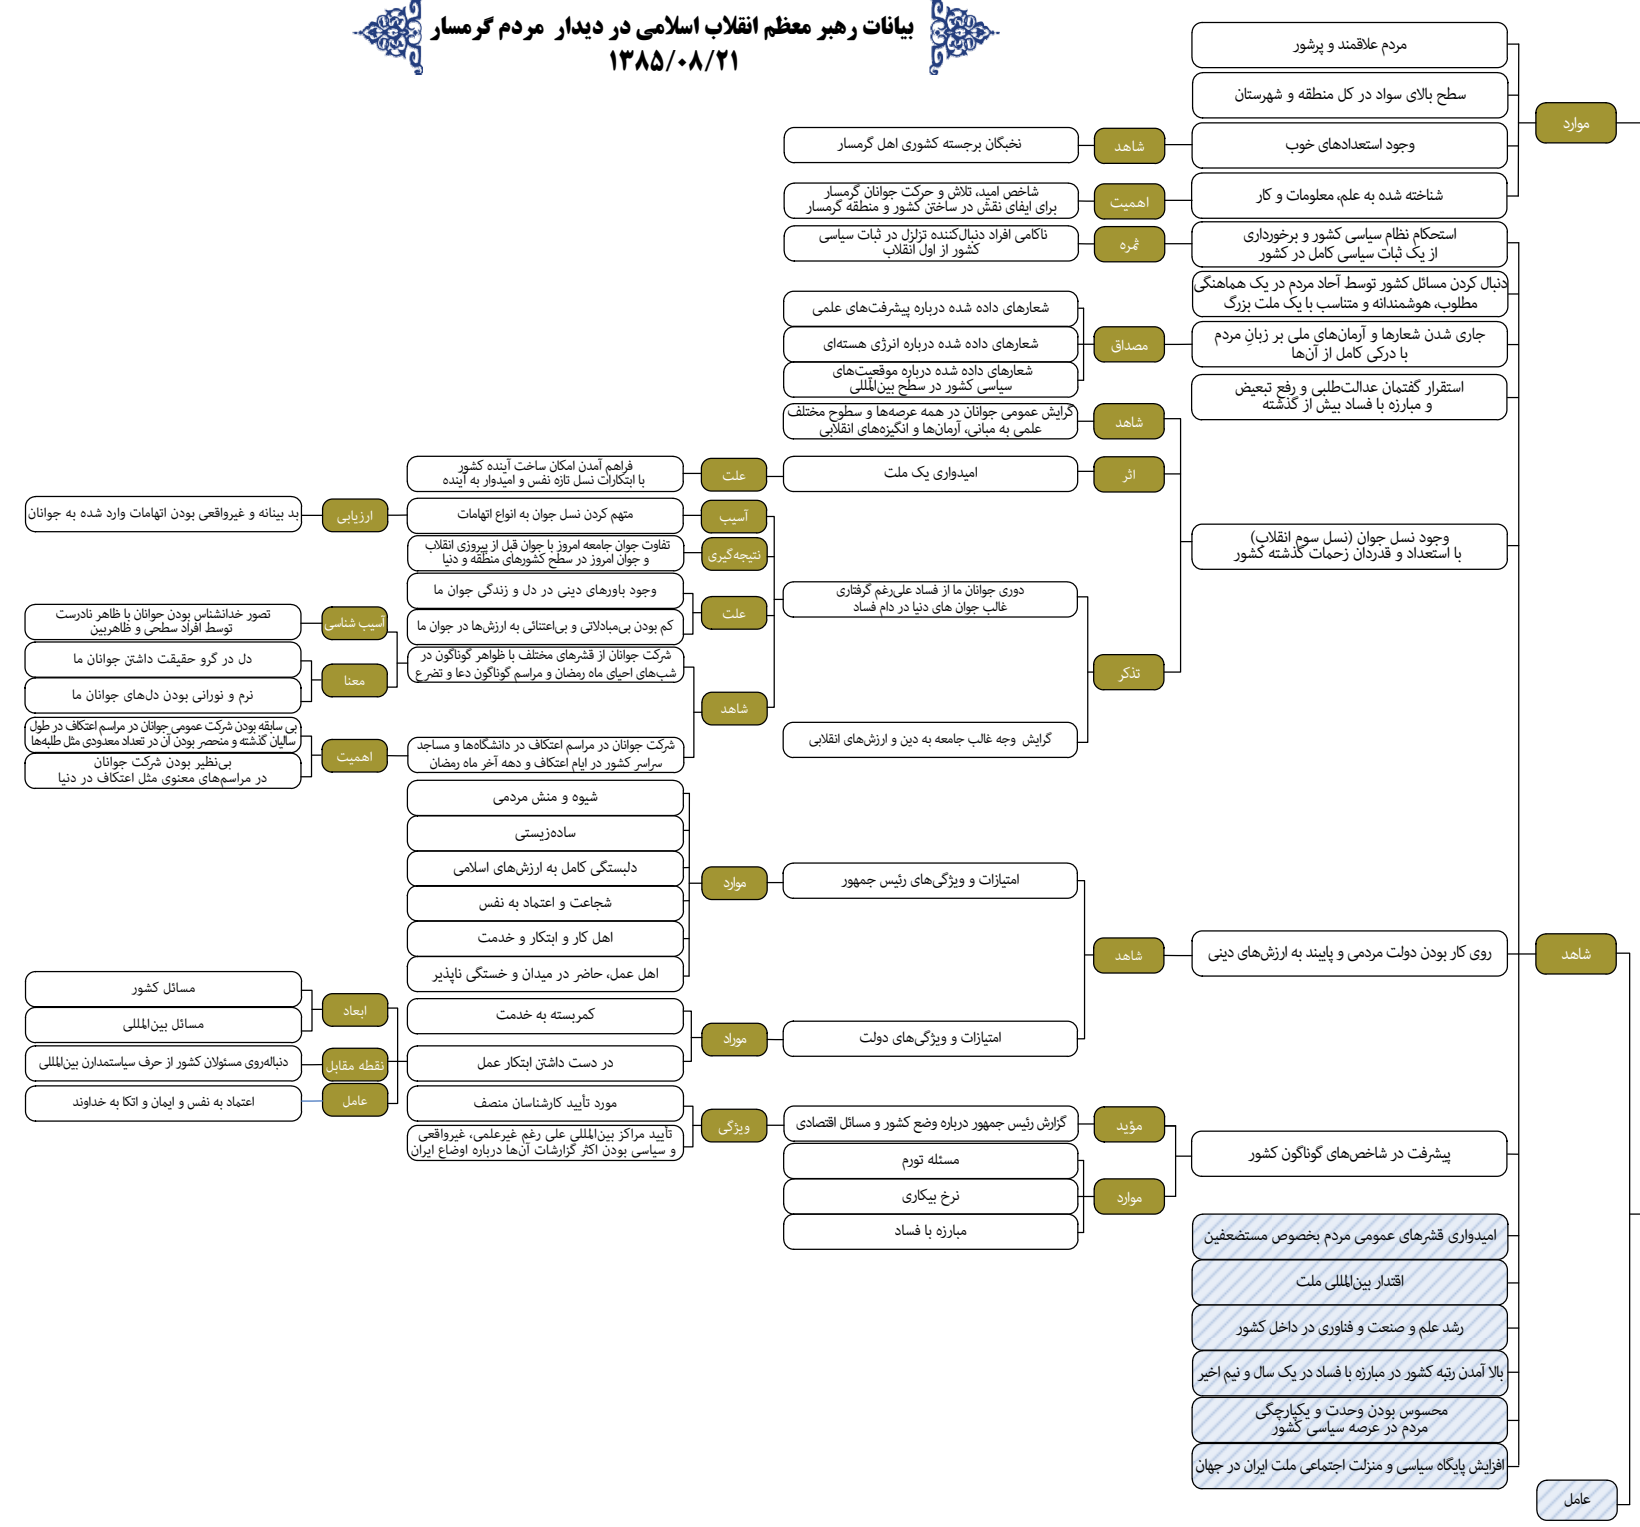 بیانات رهبر معظم انقلاب اسلامی در دیدار مردم گرمسار
۱۳۸۵/۰۸/۲۱
موارد
مردم علاقمند و پرشور
سطح بالای سواد در کل منطقه و شهرستان
وجود استعدادهای خوب
شاهد
نخبگان برجسته کشوری اهل گرمسار
شناخته شده به علم، معلومات و کار
اهمیت
شاخص امید، تلاش و حرکت جوانان گرمسار
برای ایفای نقش در ساختن کشور و منطقه گرمسار
شاهد
استحکام نظام سیاسی کشور و برخورداری
از یک ثبات سیاسی کامل در کشور
ثمره
ناکامی افراد دنبال‌کننده تزلزل در ثبات سیاسی
کشور از اول انقلاب
دنبال کردن مسائل کشور توسط آحاد مردم در یک هماهنگی
مطلوب، هوشمندانه و متناسب با یک ملت بزرگ
جاری شدن شعارها و آرمان‌های ملی بر زبانِ مردم
با درکی کامل از آن‌ها
مصداق
شعارهای داده شده درباره پیشرفت‌های علمی
شعارهای داده شده درباره انرژی هسته‌ای
شعارهای داده شده درباره موقعیت‌های
سیاسی کشور در سطح بین‌المللی
استقرار گفتمان عدالت‌طلبی و رفع تبعیض
و مبارزه با فساد بیش از گذشته
وجود نسل جوان (نسل سوم انقلاب)
با استعداد و قدردان زحمات گذشته کشور
شاهد
گرایش عمومی جوانان در همه عرصه‌ها و سطوح مختلف
علمی به مبانی، آرمان‌ها و انگیزه‌های انقلابی
اثر
امیدواری یک ملت
علت
فراهم آمدن امکان ساخت آینده کشور
با ابتکارات نسل تازه نفس و امیدوار به آینده
تذکر
دوری جوانان ما از فساد علی‌رغم گرفتاری
غالب جوان های دنیا در دام فساد
آسیب
متهم کردن نسل جوان به انواع اتهامات
ارزیابی
بد بینانه و غیرواقعی بودن اتهامات وارد شده به جوانان
نتیجه‌گیری
تفاوت جوان جامعه امروز با جوان قبل از پیروزی انقلاب
و جوان امروز در سطح کشورهای منطقه و دنیا
علت
وجود باورهای دینی در دل و زندگی جوان ما
کم بودن بی‌مبادلاتی و بی‌اعتنائی به ارزش‌ها در جوان ما
شاهد
شرکت جوانان از قشرهای مختلف با ظواهر گوناگون در
شب‌های احیای ماه رمضان و مراسم گوناگون دعا و تضرع
آسیب شناسی
تصور خدانشناس بودن جوانان با ظاهر نادرست
توسط افراد سطحی و ظاهربین
معنا
دل در گرو حقیقت داشتن جوانان ما
نرم و نورانی بودن دل‌های جوانان ما
شرکت جوانان در مراسم اعتکاف در دانشگاه‌ها و مساجد
سراسر کشور در ایام اعتکاف و دهه آخر ماه رمضان
اهمیت
بی سابقه بودن شرکت عمومی جوانان در مراسم اعتکاف در طول
سالیان گذشته و منحصر بودن آن در تعداد معدودی مثل طلبه‌ها
بی‌نظیر بودن شرکت جوانان
در مراسم‌های معنوی مثل اعتکاف در دنیا
گرایش وجه غالب جامعه به دین و ارزش‌های انقلابی
روی کار بودن دولت مردمی و پایبند به ارزش‌های دینی
شاهد
امتیازات و ویژگی‌های رئیس جمهور
موارد
شیوه و منش مردمی
ساده‌زیستی
دلبستگی کامل به ارزش‌های اسلامی
شجاعت و اعتماد به نفس
اهل کار و ابتکار و خدمت
اهل عمل، حاضر در میدان و خستگی ناپذیر
امتیازات و ویژگی‌های دولت
موراد
کمربسته به خدمت
در دست داشتن ابتکار عمل
ابعاد
مسائل کشور
مسائل بین‌المللی
نقطه مقابل
دنباله‌روی مسئولان کشور از حرف سیاستمدارن بین‌المللی
عامل
اعتماد به نفس و ایمان و اتکا به خداوند
پیشرفت در شاخص‌های گوناگون کشور
مؤید
گزارش رئیس جمهور درباره وضع کشور و مسائل اقتصادی
ویژگی
مورد تأیید کارشناسان منصف
تأیید مراکز بین‌المللی علی رغم غیرعلمی، غیرواقعی
و سیاسی بودن اکثر گزارشات آن‌ها درباره اوضاع ایران
موارد
مسئله تورم
نرخ بیکاری
مبارزه با فساد
امیدواری قشرهای عمومی مردم بخصوص مستضعفین
اقتدار بین‌المللی ملت
رشد علم و صنعت و فناوری در داخل کشور
بالا آمدن رتبه کشور در مبارزه با فساد در یک سال و نیم اخیر
محسوس بودن وحدت و یکپارچگی
مردم در عرصه سیاسی کشور
افزایش پایگاه سیاسی و منزلت اجتماعی ملت ایران در جهان
عامل